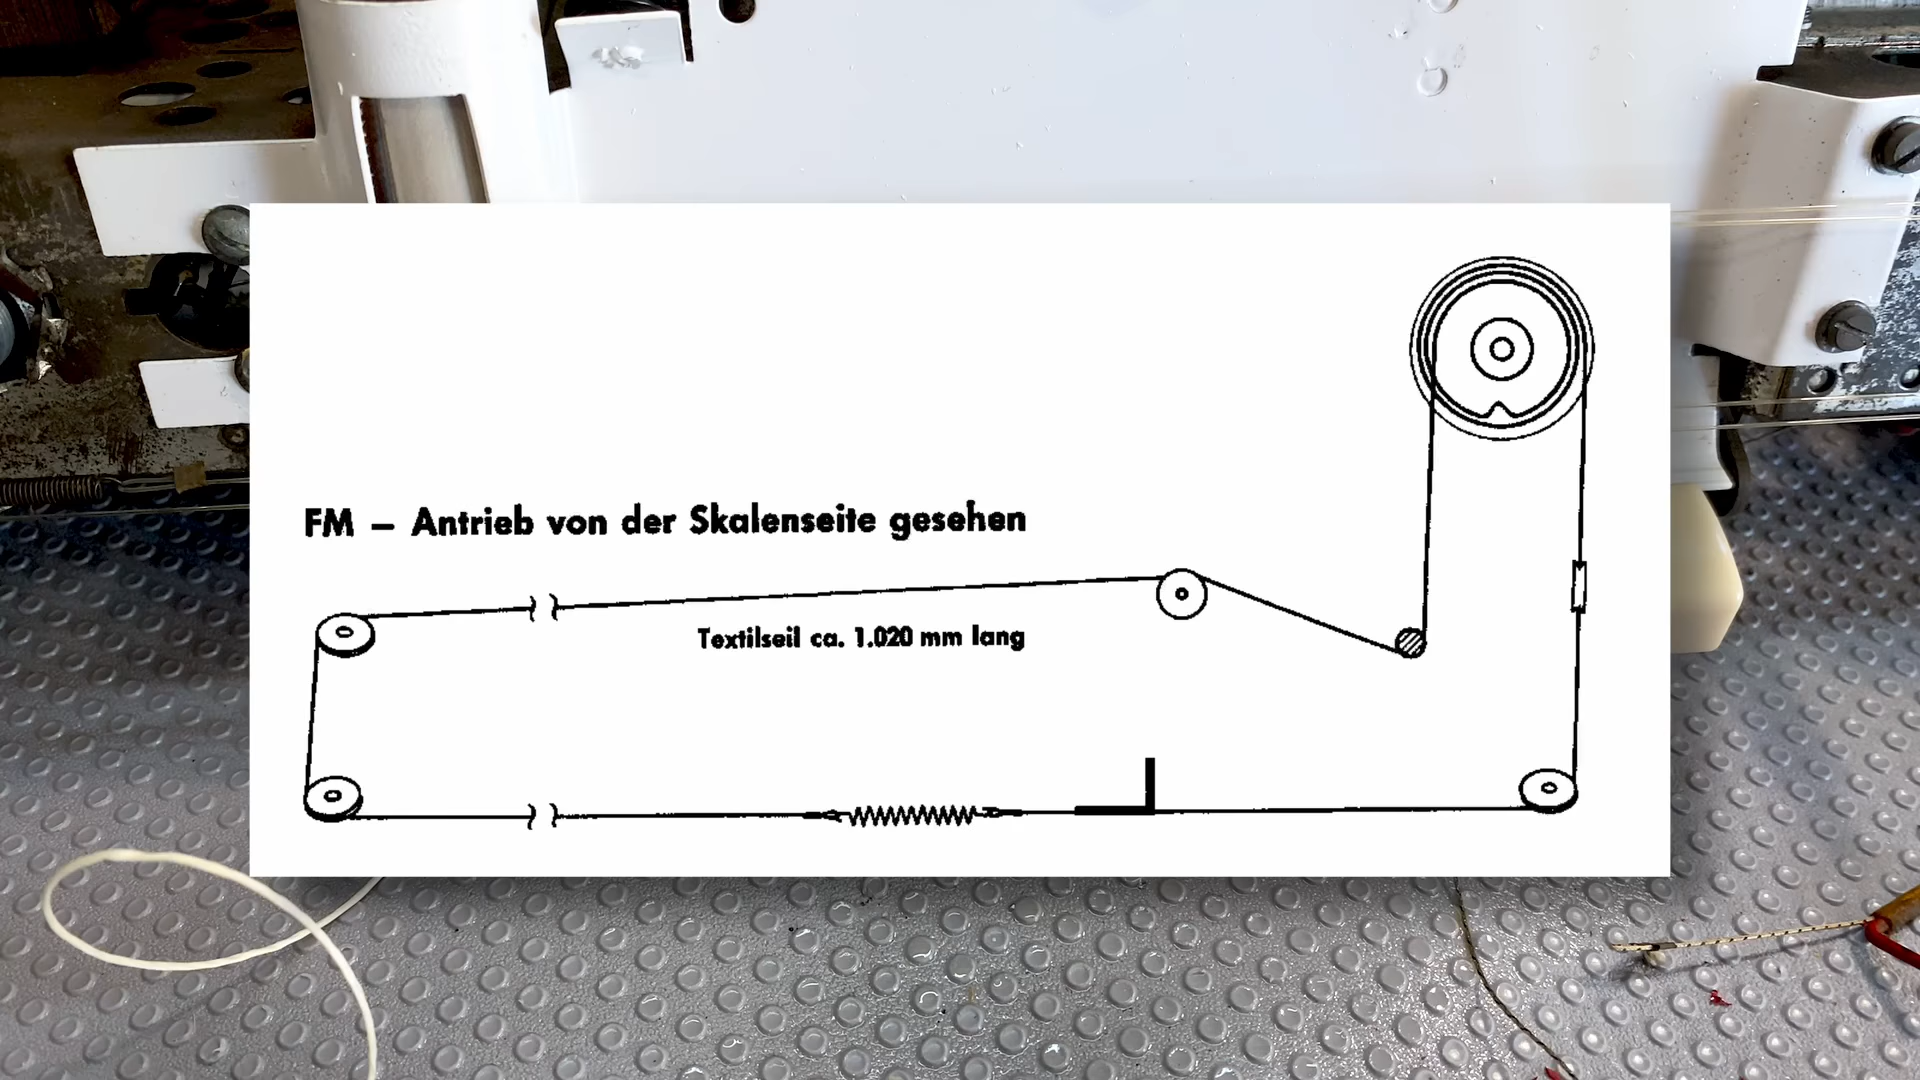 FM – Antrieb von der Skalenseite gesehen
Textilseil ca. 1.020 mm lang